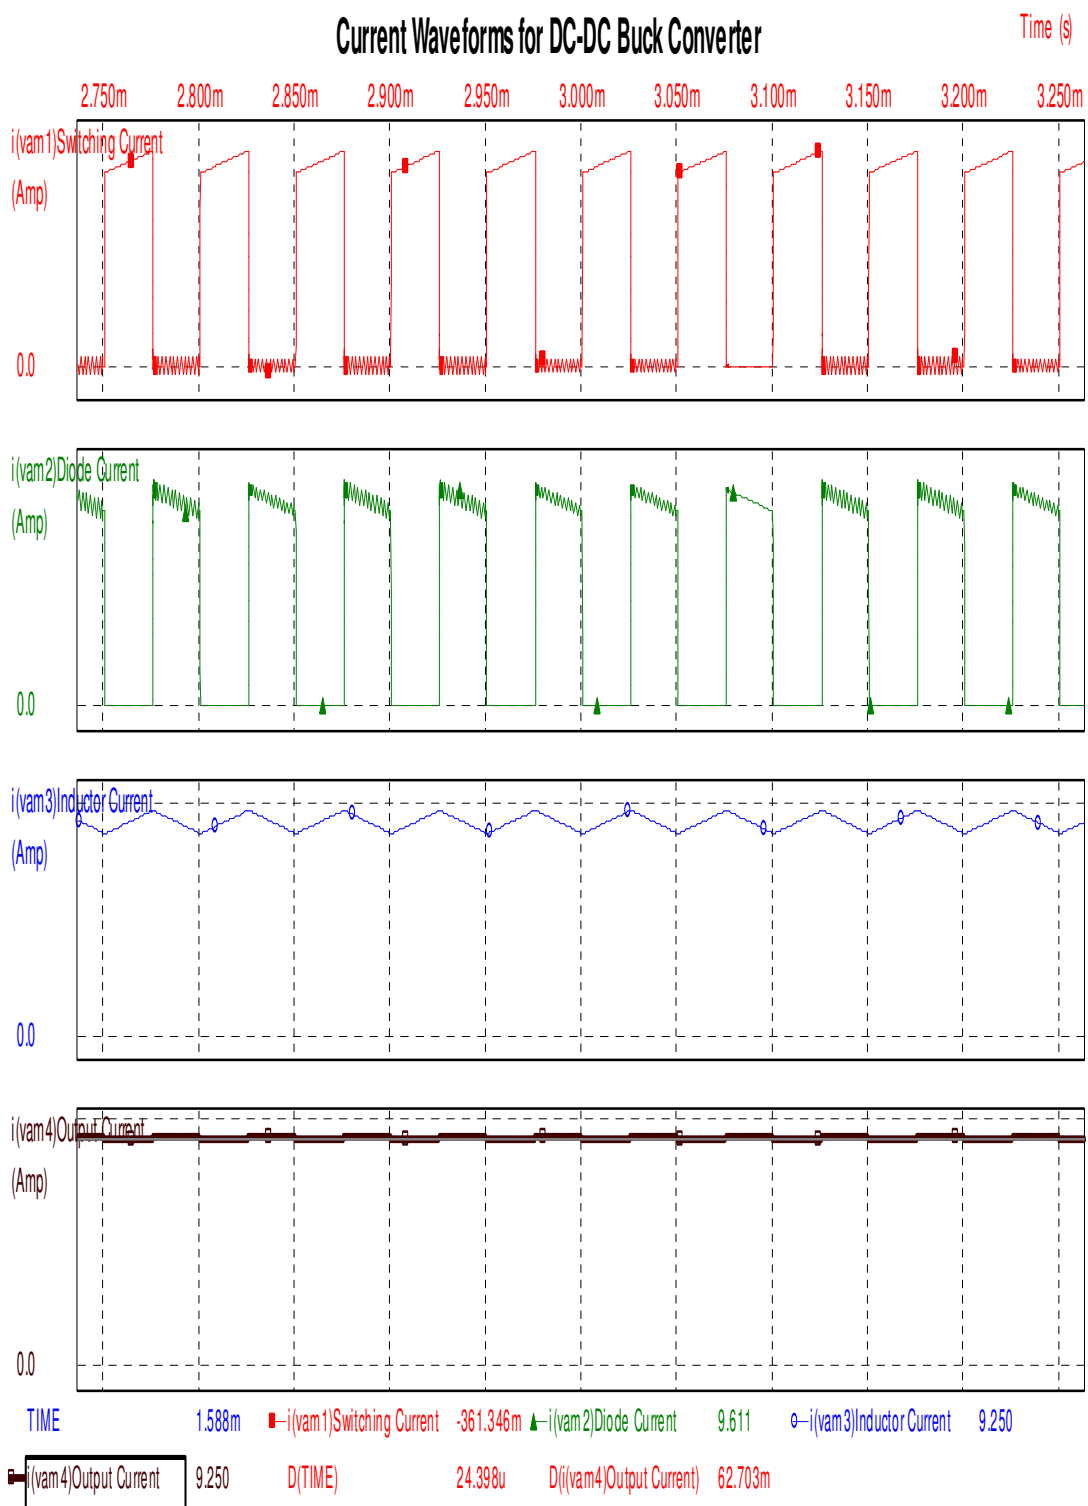 Current Waveforms for DC-DC Buck Converter
Time (s)
2.750m 2.800m 2.850m 2.900m 2.950m 3.000m 3.050m 3.100m 3.150m 3.200m 3.250m
i(vam1)Switching Current
(Amp)
0.0
i(vam2)Diode Current
(Amp)
0.0
i(vam3)Inductor Current
(Amp)
0.0
i(vam4)Output Current
(Amp)
0.0
TIME 1.588m i(vam1)Switching Current -361.346m i(vam2)Diode Current 9.611 i(vam3)Inductor Current 9.250
i(vam4)Output Current 9.250 D(TIME) 24.398u D(i(vam4)Output Current) 62.703m